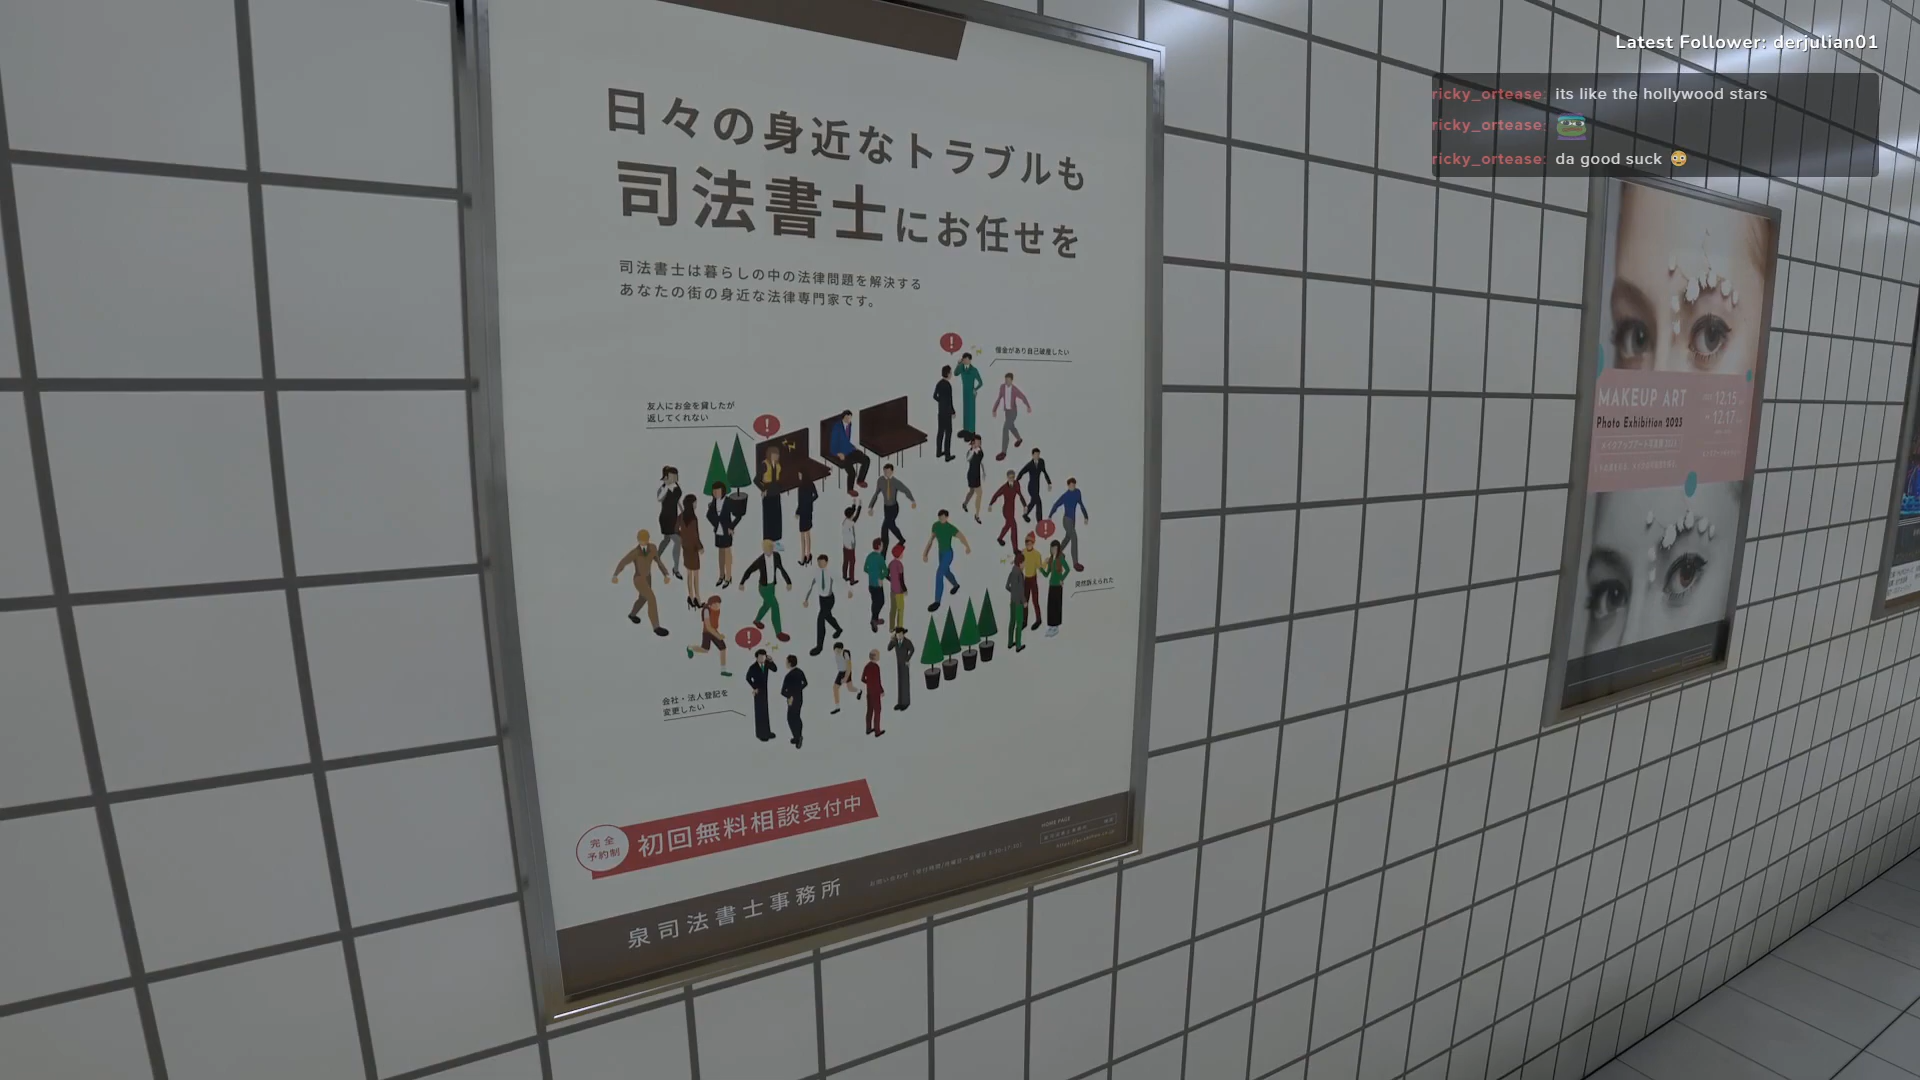 Latest Follower: derjulian01
ricky_ortease: its like the hollywood stars
ricky_ortease:
ricky_ortease: da good suck
日々の身近なトラブルも
司法書士にお任せを
司法書士は暮らしの中の法律問題を解決する
あなたの街の身近な法律専門家です。
借金があり自己破産したい
友人にお金を貸したが
返してくれない
突然訴えられた
会社・法人登記を
変更したい
完全
予約制
初回無料相談受付中
泉司法書士事務所
HOME PAGE
MAKEUP ART
Photo Exhibition 2023
12.15
12.17